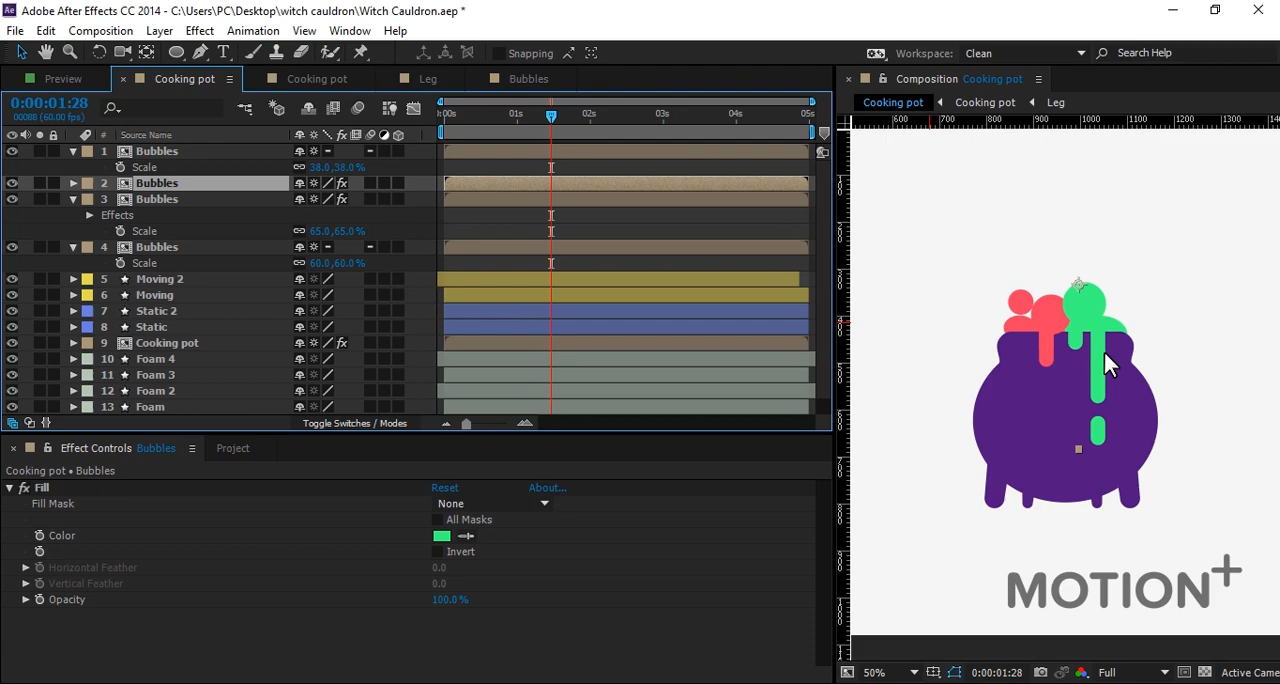 Adobe After Effects CC 2014 - C:\Users\PC\Desktop\witch cauldron\Witch Cauldron.aep *
File Edit Composition Layer Effect Animation View Window Help
Snapping Workspace: Clean Search Help
Preview × Cooking pot Cooking pot Leg Bubbles × Composition Cooking pot
0:00:01:28
00088 (60.00 fps)
:00s 01s 02s 03s 04s 05s
Cooking pot Cooking pot Leg
600 700 800 900 1000 1100 1200 1300
# Source Name
1 Bubbles
Scale 38.0,38.0%
2 Bubbles
3 Bubbles
Effects
Scale 65.0,65.0%
4 Bubbles
Scale 60.0,60.0%
5 Moving 2
6 Moving
7 Static 2
8 Static
9 Cooking pot
10 Foam 4
11 Foam 3
12 Foam 2
13 Foam
Toggle Switches / Modes
× Effect Controls Bubbles Project
Cooking pot • Bubbles
fx Fill Reset About...
Fill Mask None
All Masks
Color
Invert
Horizontal Feather 0.0
Vertical Feather 0.0
Opacity 100.0%
MOTION+
50% 0:00:01:28 Full Active Came